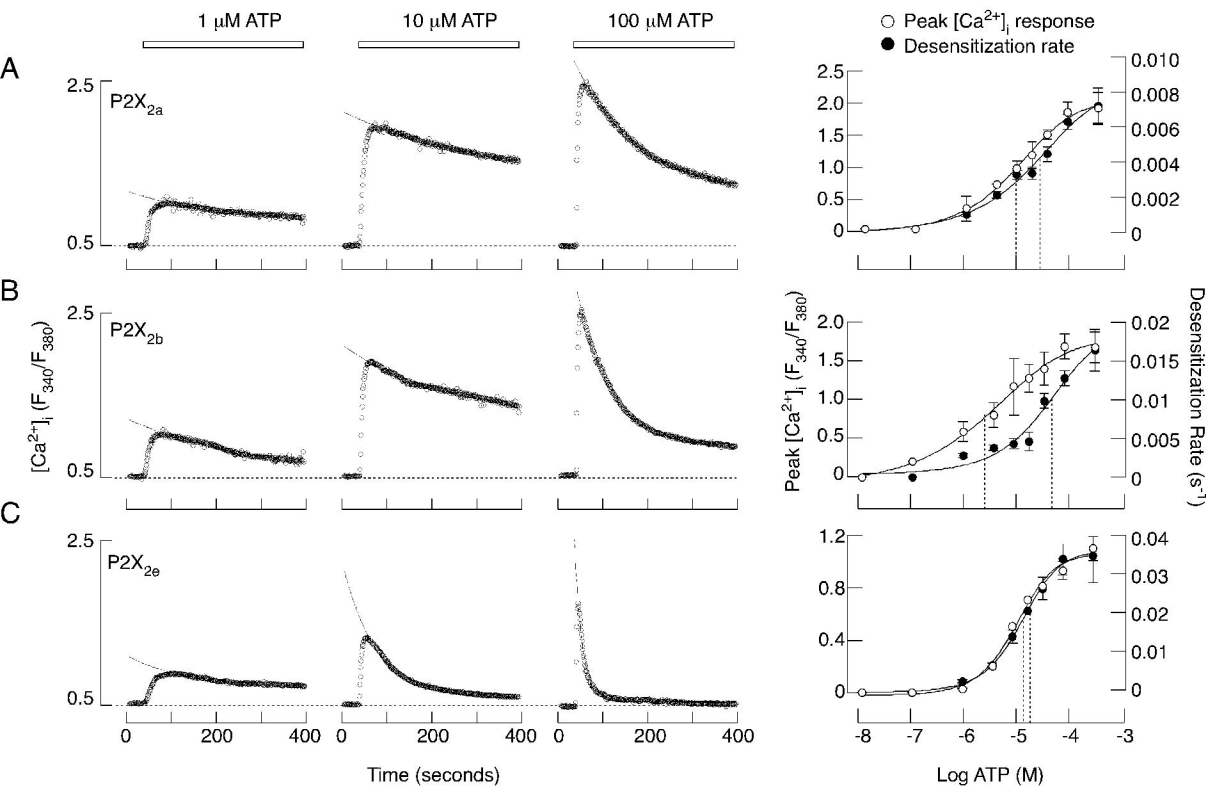 1 μM ATP
10 μM ATP
100 μM ATP
Peak [Ca2+]i response
Desensitization rate
A
P2X2a
2.5
0.5
2.5
2.0
1.5
1.0
0.5
0
0.010
0.008
0.006
0.004
0.002
0
B
P2X2b
2.5
0.5
[Ca2+]i (F340/F380)
2.0
1.5
1.0
0.5
0
Peak [Ca2+]i (F340/F380)
0.02
0.015
0.01
0.005
0
Desensitization Rate (s-1)
C
P2X2e
2.5
0.5
1.2
0.8
0.4
0
0.04
0.03
0.02
0.01
0
0 200 400
0 200 400
0 200 400
-8 -7 -6 -5 -4 -3
Time (seconds)
Log ATP (M)